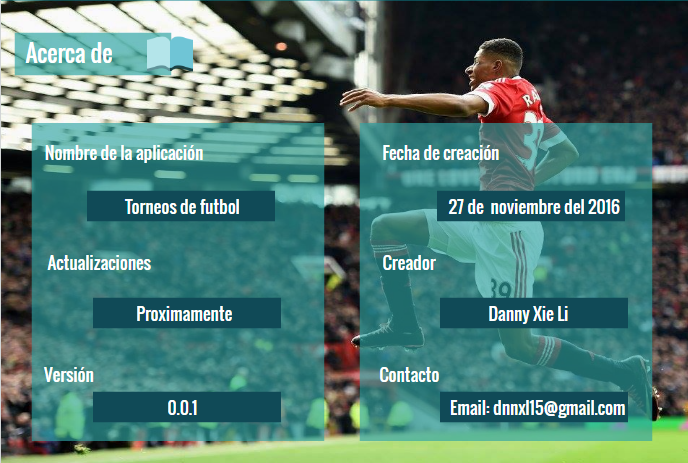 Acerca de
Nombre de la aplicación
Torneos de futbol
Actualizaciones
Proximamente
Versión
0.0.1
Fecha de creación
27 de noviembre del 2016
Creador
Danny Xie Li
Contacto
Email: dnnxl15@gmail.com
39